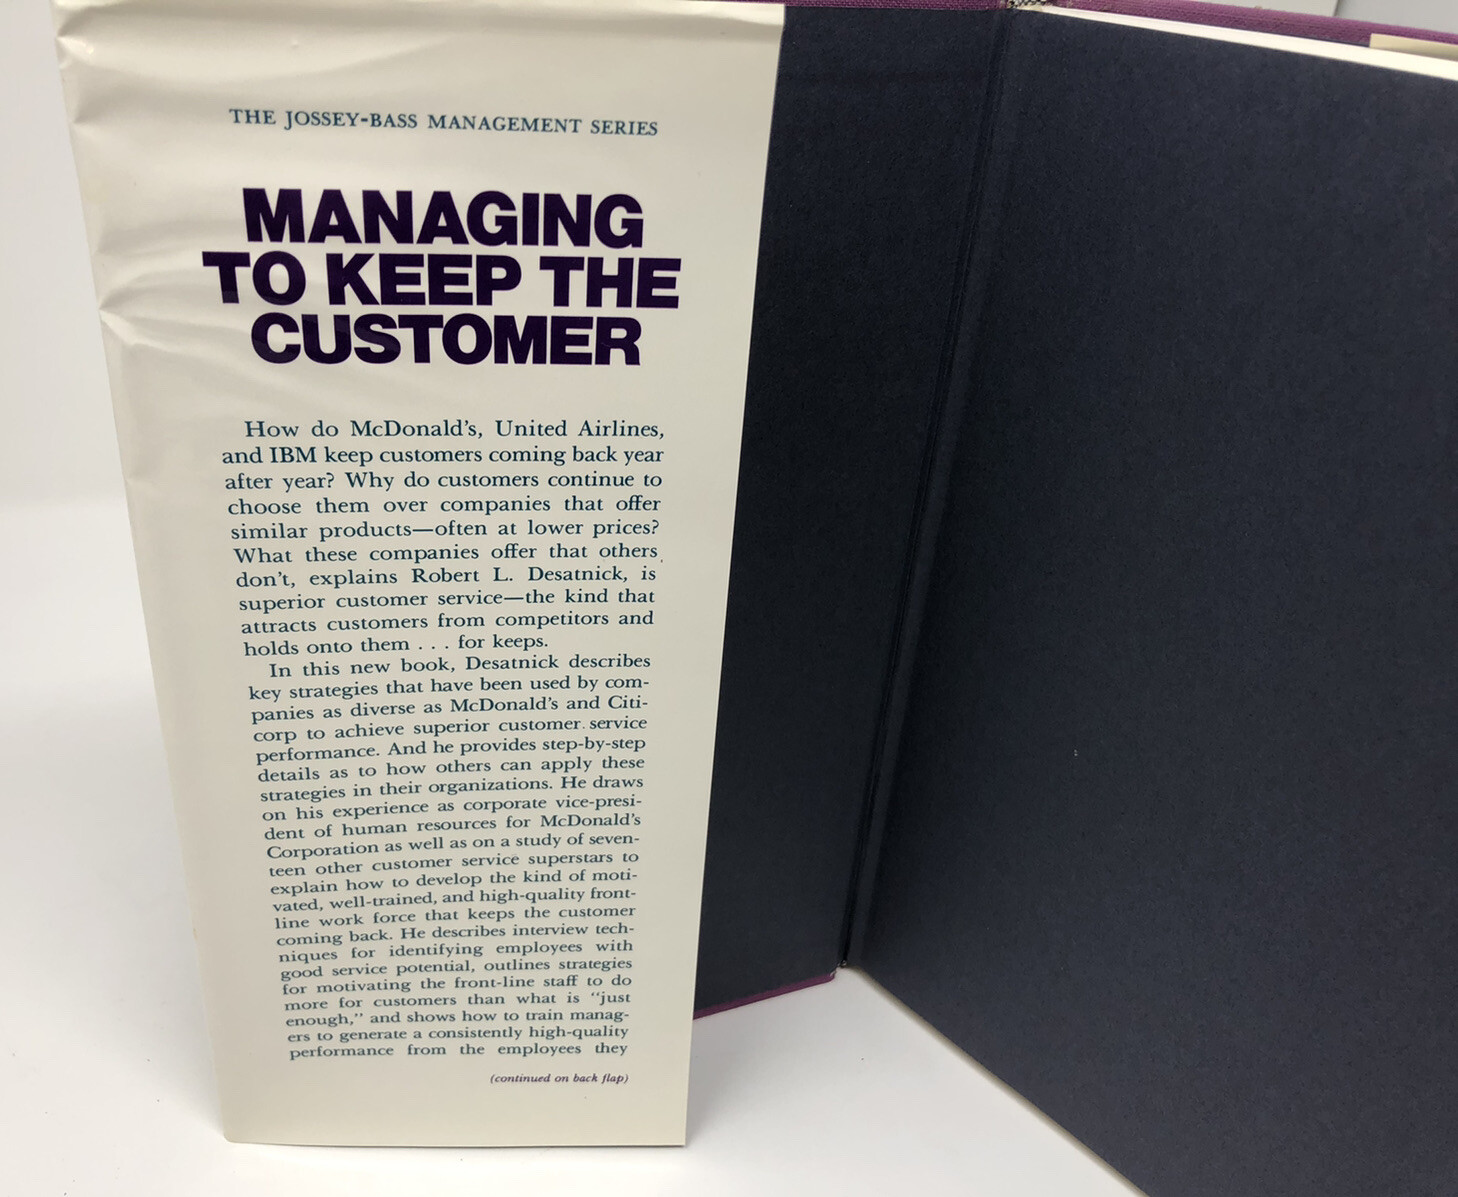 THE JOSSEY-BASS MANAGEMENT SERIES
MANAGING
TO KEEP THE
CUSTOMER
How do McDonald's, United Airlines,
and IBM keep customers coming back year
after year? Why do customers continue to
choose them over companies that offer
similar products—often at lower prices?
What these companies offer that others
don't, explains Robert L. Desatnick, is
superior customer service—the kind that
attracts customers from competitors and
holds onto them . . . for keeps.
In this new book, Desatnick describes
key strategies that have been used by com-
panies as diverse as McDonald's and Citi-
corp to achieve superior customer service
performance. And he provides step-by-step
details as to how others can apply these
strategies in their organizations. He draws
on his experience as corporate vice-presi-
dent of human resources for McDonald's
Corporation as well as on a study of seven-
teen other customer service superstars to
explain how to develop the kind of moti-
vated, well-trained, and high-quality front-
line work force that keeps the customer
coming back. He describes interview tech-
niques for identifying employees with
good service potential, outlines strategies
for motivating the front-line staff to do
more for customers than what is "just
enough," and shows how to train manag-
ers to generate a consistently high-quality
performance from the employees they
(continued on back flap)